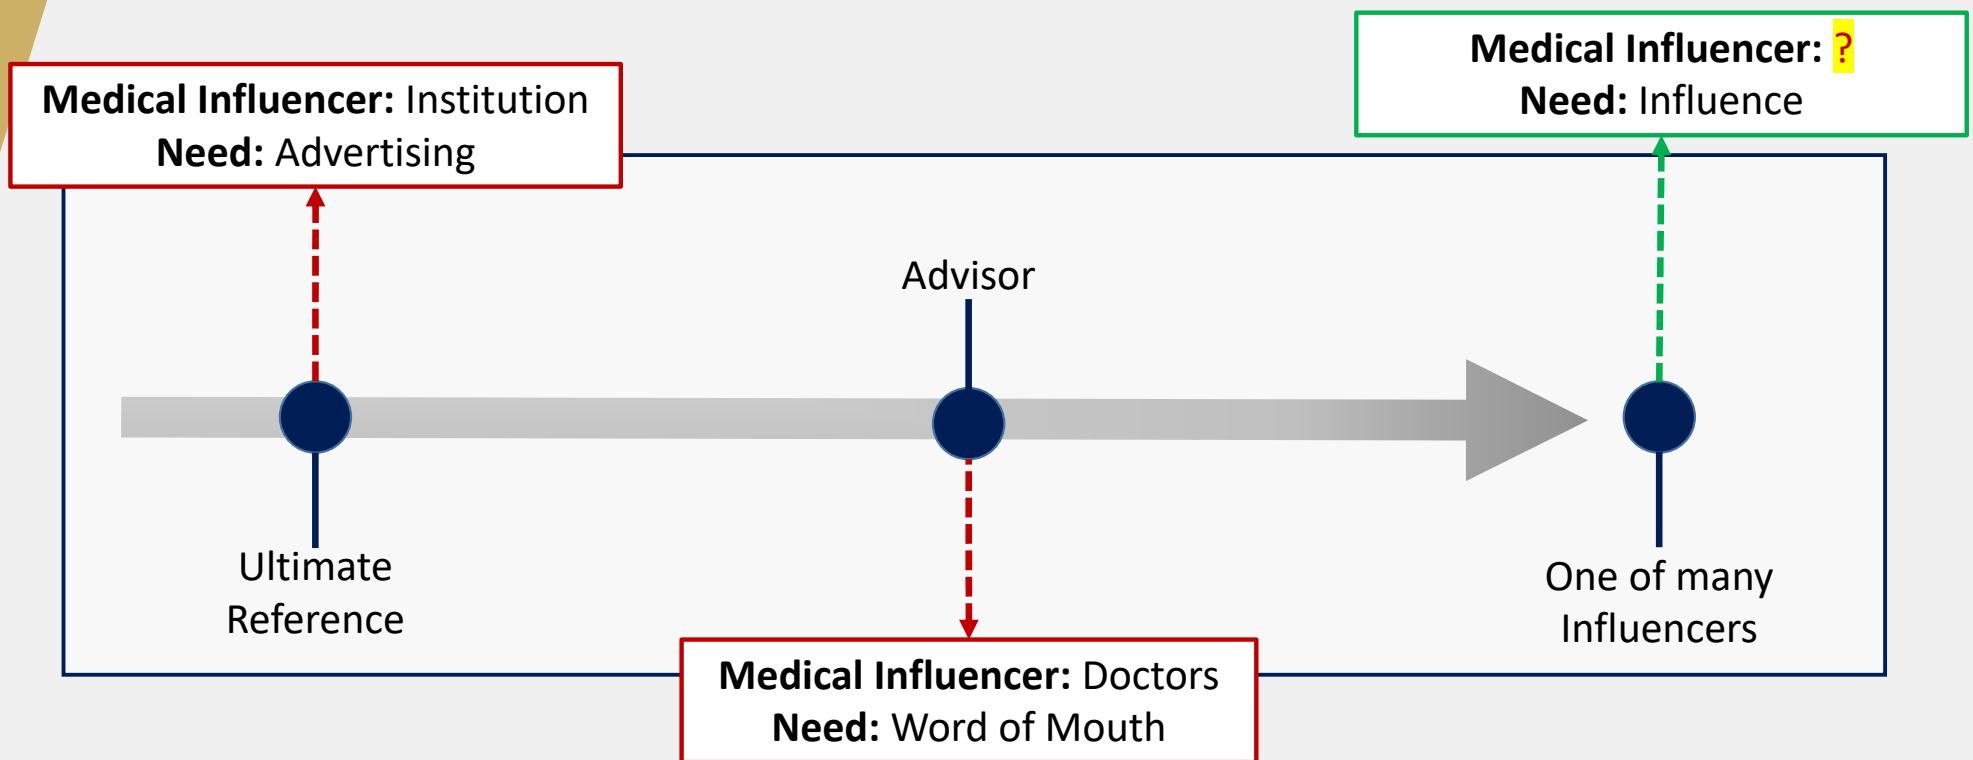 Medical Influencer: Institution
Need: Advertising
Medical Influencer: ?
Need: Influence
Advisor
Ultimate
Reference
One of many
Influencers
Medical Influencer: Doctors
Need: Word of Mouth